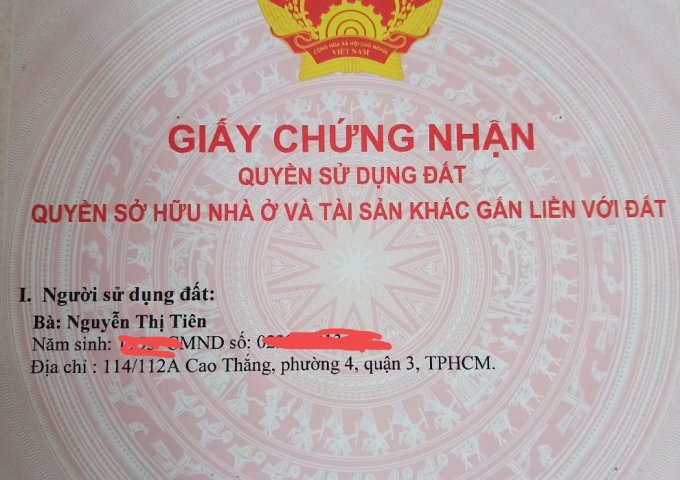 CỘNG HÒA XÃ HỘI CHỦ NGHĨA
VIỆT NAM
GIẤY CHỨNG NHẬN
QUYỀN SỬ DỤNG ĐẤT
QUYỀN SỞ HỮU NHÀ Ở VÀ TÀI SẢN KHÁC GẮN LIỀN VỚI ĐẤT
I. Người sử dụng đất:
Bà: Nguyễn Thị Tiên
Năm sinh: CMND số:
Địa chỉ : 114/112A Cao Thắng, phường 4, quận 3, TPHCM.